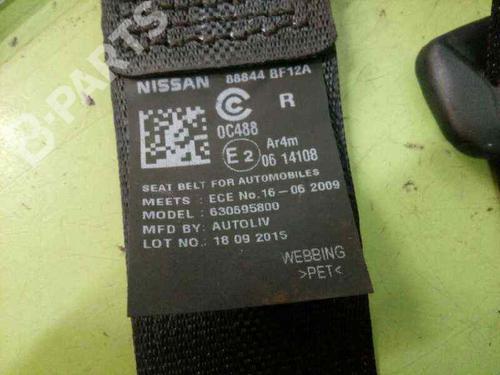 NISSAN 88844 BF12A
C R
0C488
E2 Ar4m
06 14108
SEAT BELT FOR AUTOMOBILES
MEETS : ECE No.16-06 2009
MODEL : 630695800
MFD BY: AUTOLIV
LOT NO.: 18 09 2015
WEBBING
>PET<
B-PARTS